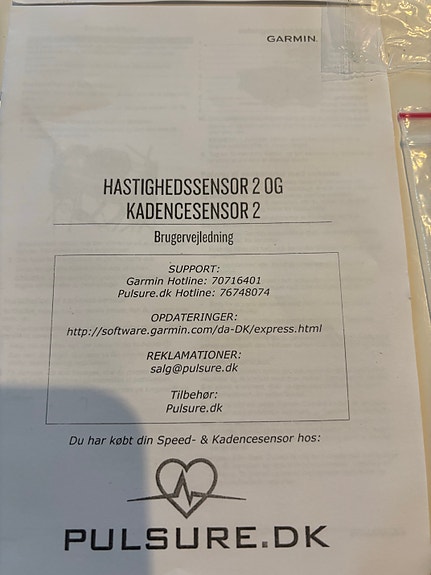 GARMIN.
HASTIGHEDSSENSOR 2 OG
KADENCESENSOR 2
Brugervejledning
SUPPORT:
Garmin Hotline: 70716401
Pulsure.dk Hotline: 76748074
OPDATERINGER:
http://software.garmin.com/da-DK/express.html
REKLAMATIONER:
salg@pulsure.dk
Tilbehør:
Pulsure.dk
Du har købt din Speed- & Kadencesensor hos:
PULSURE.DK